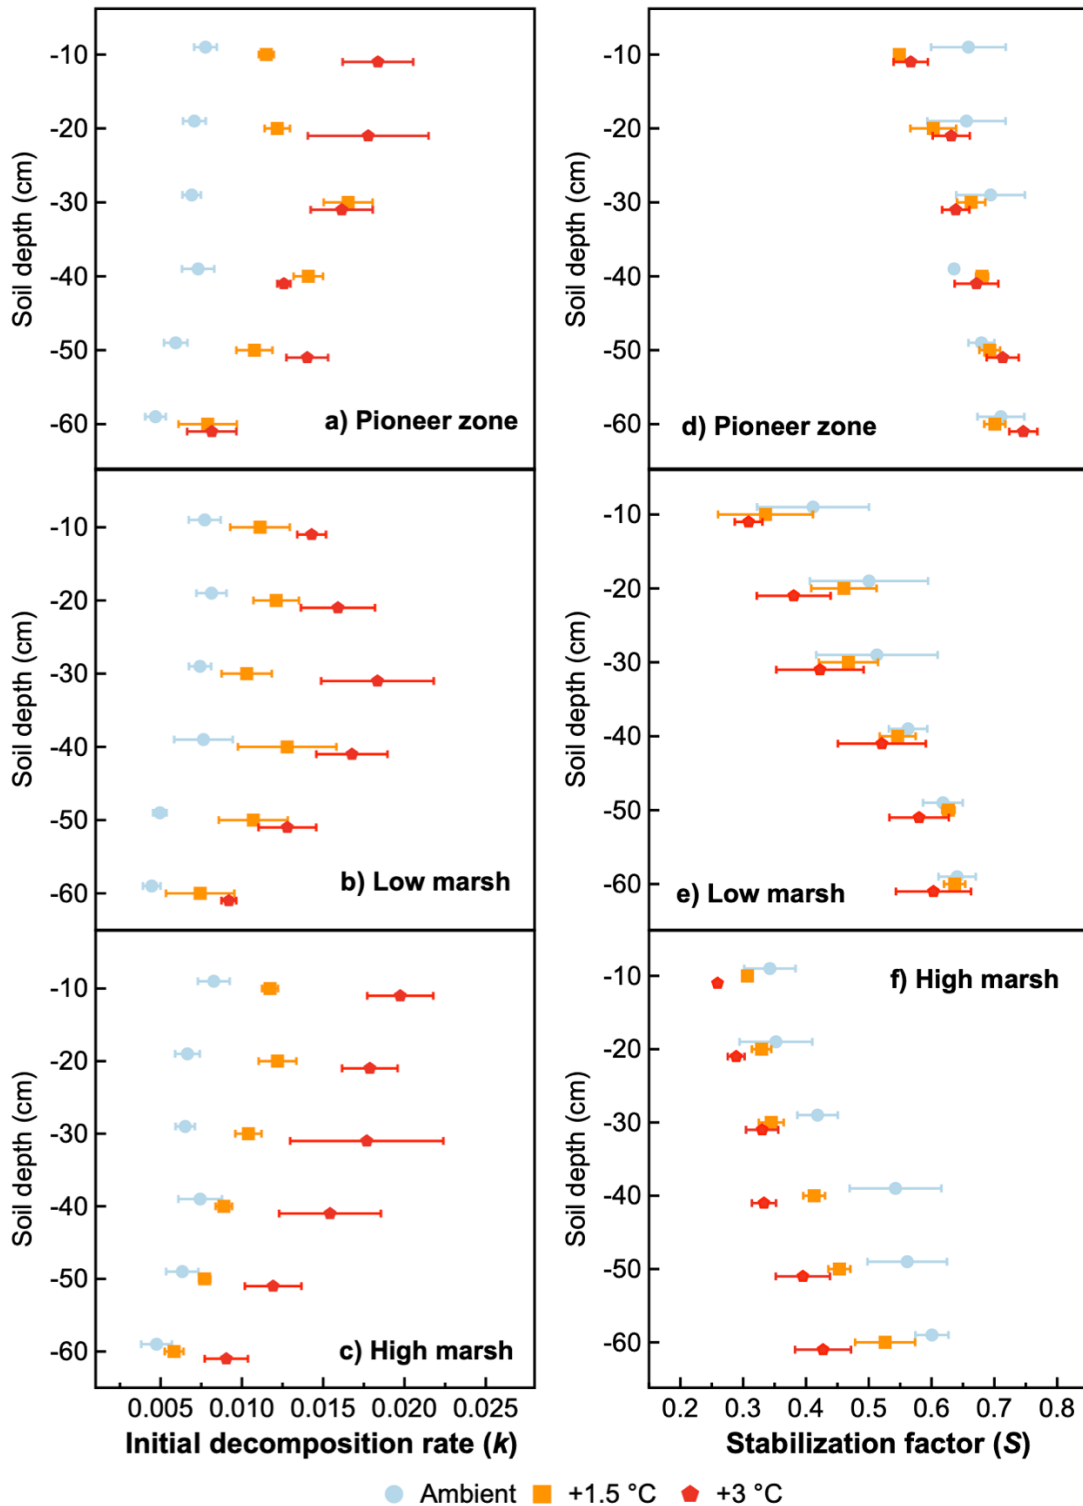 Soil depth (cm)
-10
-20
-30
-40
-50
-60
a) Pioneer zone
Soil depth (cm)
-10
-20
-30
-40
-50
-60
d) Pioneer zone
Soil depth (cm)
-10
-20
-30
-40
-50
-60
b) Low marsh
Soil depth (cm)
-10
-20
-30
-40
-50
-60
e) Low marsh
Soil depth (cm)
-10
-20
-30
-40
-50
-60
c) High marsh
Soil depth (cm)
-10
-20
-30
-40
-50
-60
f) High marsh
0.005 0.010 0.015 0.020 0.025
Initial decomposition rate (k)
0.2 0.3 0.4 0.5 0.6 0.7 0.8
Stabilization factor (S)
Ambient +1.5 °C +3 °C